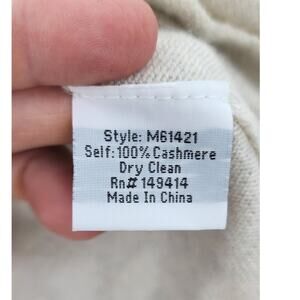 Style: M61421
Self: 100% Cashmere
Dry Clean
Rn# 149414
Made In China